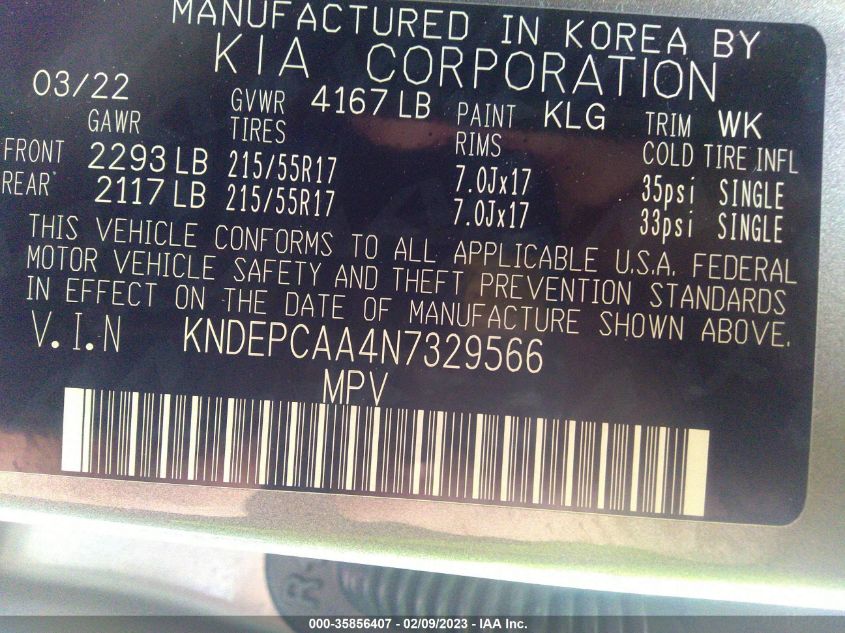 MANUFACTURED IN KOREA BY
KIA CORPORATION
03/22 GVWR 4167 LB PAINT KLG TRIM WK
GAWR TIRES RIMS COLD TIRE INFL
FRONT 2293 LB 215/55R17 7.0Jx17 35psi SINGLE
REAR 2117 LB 215/55R17 7.0Jx17 33psi SINGLE
THIS VEHICLE CONFORMS TO ALL APPLICABLE U.S.A. FEDERAL
MOTOR VEHICLE SAFETY AND THEFT PREVENTION STANDARDS
IN EFFECT ON THE DATE OF MANUFACTURE SHOWN ABOVE.
V.I.N KNDEPCAA4N7329566
MPV
000-35856407 / 02/09/2023 - IAA Inc.